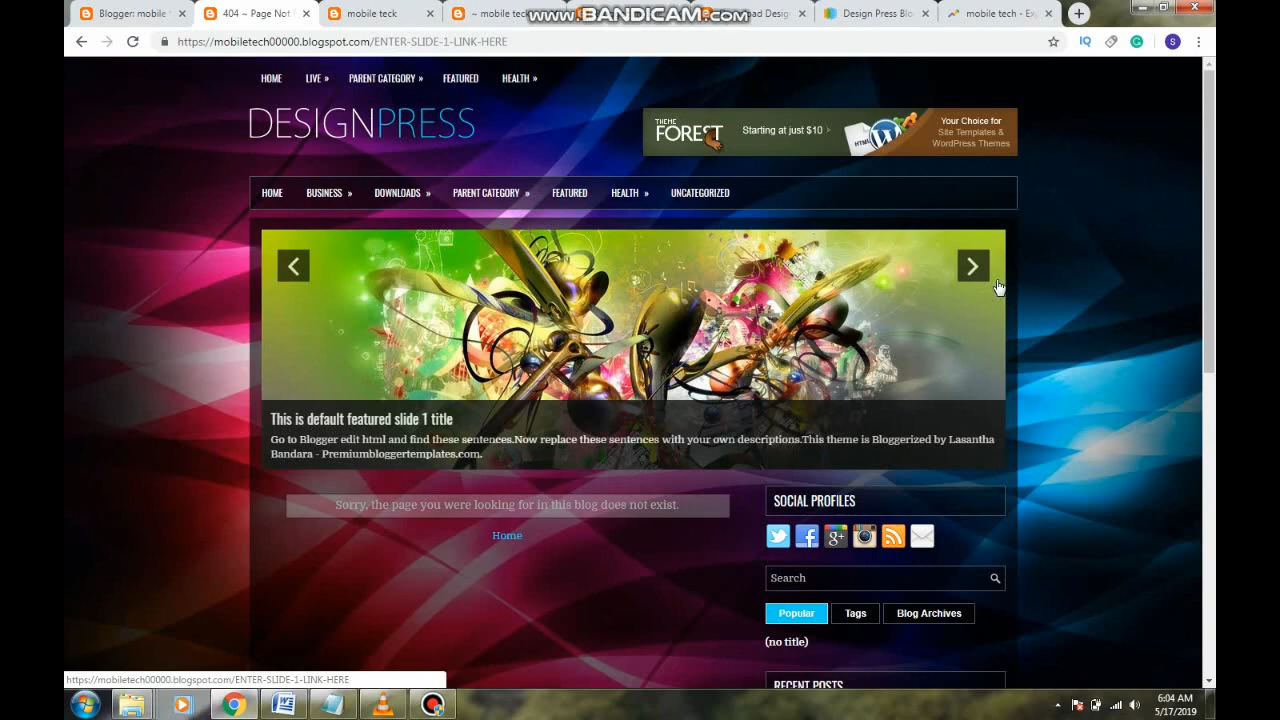 www.BANDICAM.com
Blogger: mobile
404 ~ Page Not
mobile teck
~ mobile tec
Design Press Blo
mobile tech - Ex
https://mobiletech00000.blogspot.com/ENTER-SLIDE-1-LINK-HERE
IQ
S
HOME
LIVE »
PARENT CATEGORY »
FEATURED
HEALTH »
DESIGNPRESS
THEME
FOREST
Starting at just $10
HTML
Your Choice for
Site Templates &
WordPress Themes
HOME
BUSINESS »
DOWNLOADS »
PARENT CATEGORY »
FEATURED
HEALTH »
UNCATEGORIZED
This is default featured slide 1 title
Go to Blogger edit html and find these sentences.Now replace these sentences with your own descriptions.This theme is Bloggerized by Lasantha
Bandara - Premiumbloggertemplates.com.
Sorry, the page you were looking for in this blog does not exist.
Home
SOCIAL PROFILES
Search
Popular
Tags
Blog Archives
(no title)
RECENT POSTS
https://mobiletech00000.blogspot.com/ENTER-SLIDE-1-LINK-HERE
6:04 AM
5/17/2019